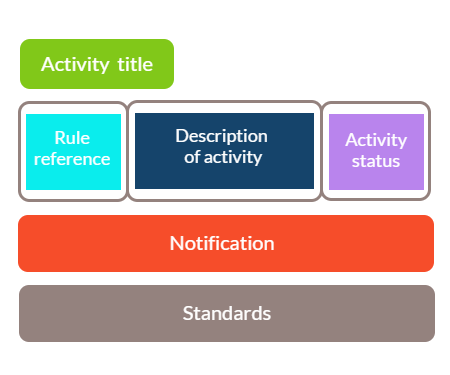 Activity title
Rule
reference
Description
of activity
Activity
status
Notification
Standards